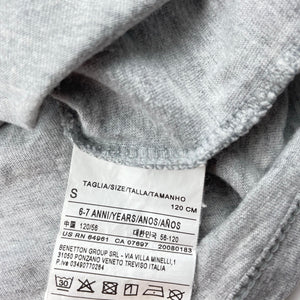 TAGLIA/SIZE/TALLA/TAMANHO
S
120 CM
6-7 ANNI/YEARS/ANOS/AÑOS
中國 120/56 대한민국 56-120
US RN 84961 CA 07697 20080183
BENETTON GROUP SRL - VIA VILLA MINELLI,1
31050 PONZANO VENETO TREVISO ITALIA
P.Iva 03490770264
30